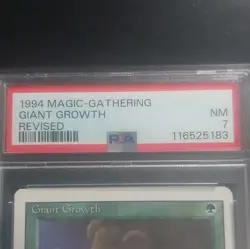 1994 MAGIC-GATHERING
GIANT GROWTH NM
REVISED 7
PSA 116525183
Giant Growth